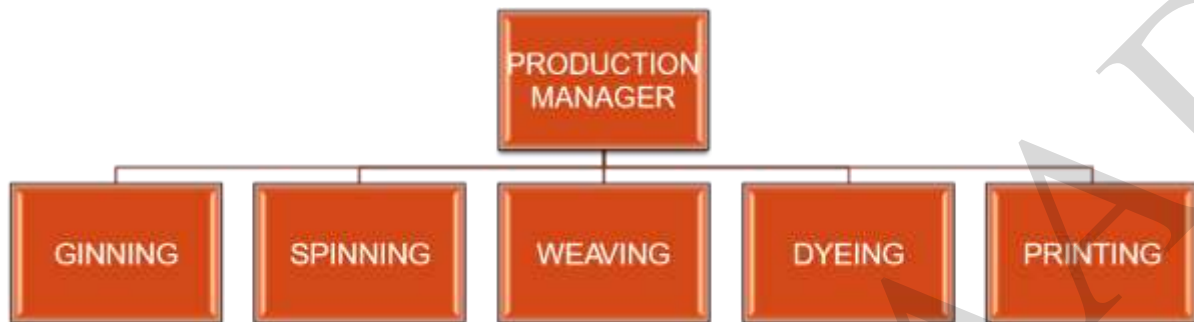 PRODUCTION
MANAGER
GINNING
SPINNING
WEAVING
DYEING
PRINTING